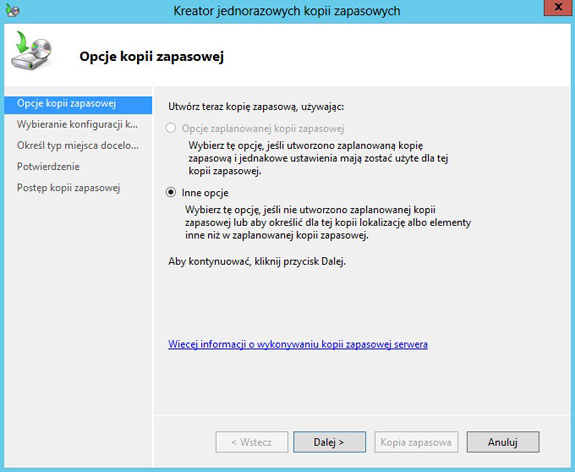 Kreator jednorazowych kopii zapasowych
x
Opcje kopii zapasowej
Opcje kopii zapasowej
Wybieranie konfiguracji k...
Określ typ miejsca docelo...
Potwierdzenie
Postęp kopii zapasowej
Utwórz teraz kopię zapasową, używając:
Opcje zaplanowanej kopii zapasowej
Wybierz tę opcję, jeśli utworzono zaplanowaną kopię
zapasową i jednakowe ustawienia mają zostać użyte dla tej
kopii zapasowej.
Inne opcje
Wybierz tę opcję, jeśli nie utworzono zaplanowanej kopii
zapasowej lub aby określić dla tej kopii lokalizację albo elementy
inne niż w zaplanowanej kopii zapasowej.
Aby kontynuować, kliknij przycisk Dalej.
Więcej informacji o wykonywaniu kopii zapasowej serwera
< Wstecz
Dalej >
Kopia zapasowa
Anuluj